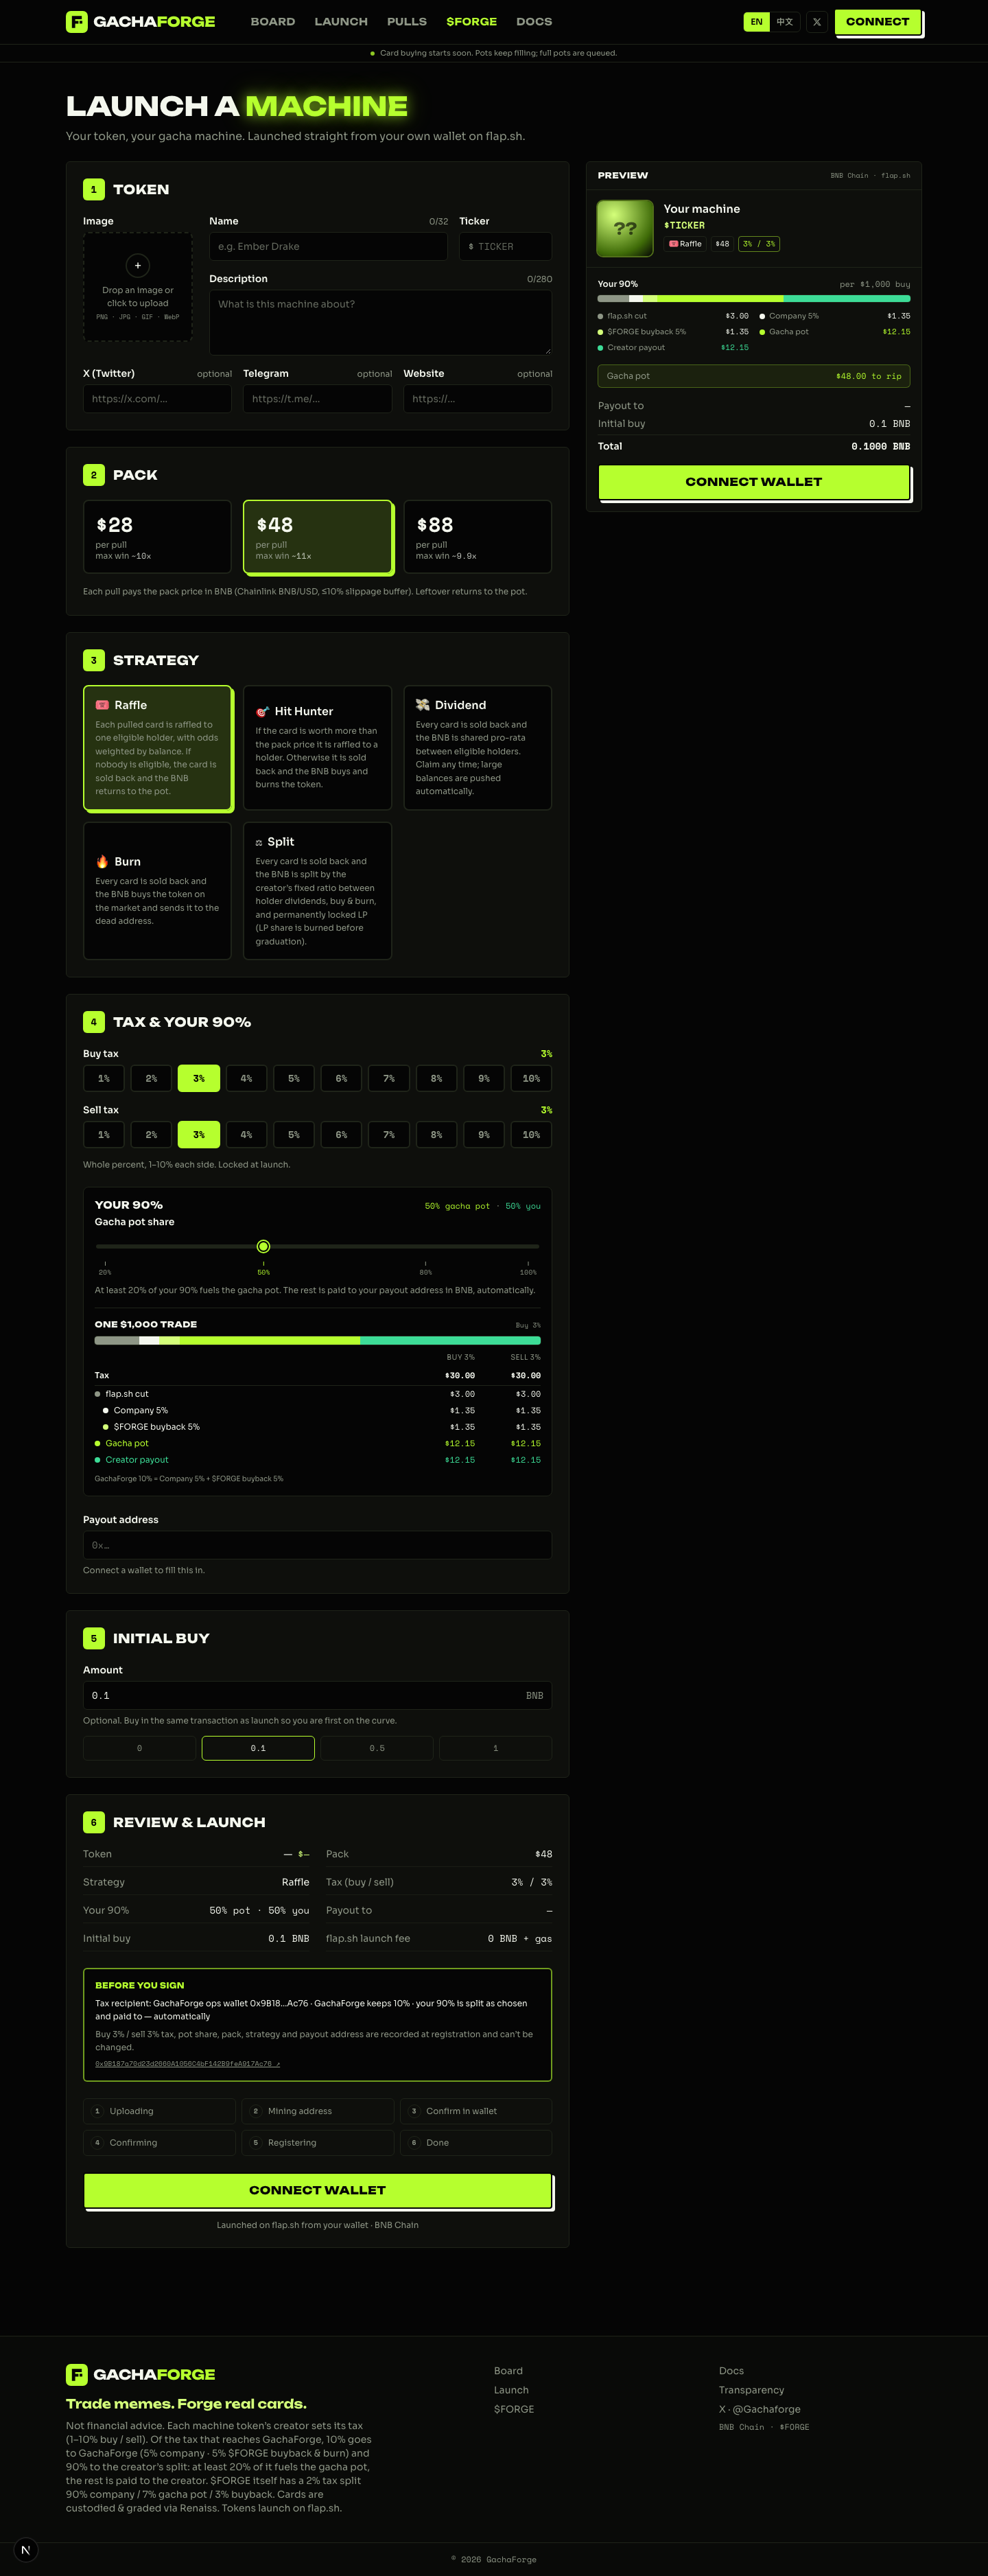 GACHAFORGE
BOARD LAUNCH PULLS $FORGE DOCS
EN 中文 CONNECT
Card buying starts soon. Pots keep filling; full pots are queued.
LAUNCH A MACHINE
Your token, your gacha machine. Launched straight from your own wallet on flap.sh.
1 TOKEN
Image
+
Drop an image or
click to upload
PNG · JPG · GIF · WebP
Name 0/32
e.g. Ember Drake
Ticker
$ TICKER
Description 0/280
What is this machine about?
X (Twitter) optional
https://x.com/...
Telegram optional
https://t.me/...
Website optional
https://...
2 PACK
$28
per pull
max win ~10x
$48
per pull
max win ~11x
$88
per pull
max win ~9.9x
Each pull pays the pack price in BNB (Chainlink BNB/USD, ≤10% slippage buffer). Leftover returns to the pot.
3 STRATEGY
Raffle
Each pulled card is raffled to
one eligible holder, with odds
weighted by balance. If
nobody is eligible, the card is
sold back and the BNB
returns to the pot.
Hit Hunter
If the card is worth more than
the pack price it is raffled to a
holder. Otherwise it is sold
back and the BNB buys and
burns the token.
Dividend
Every card is sold back and
the BNB is shared pro-rata
between eligible holders.
Claim any time; large
balances are pushed
automatically.
Burn
Every card is sold back and
the BNB buys the token on
the market and sends it to the
dead address.
Split
Every card is sold back and
the BNB is split by the
creator's fixed ratio between
holder dividends, buy & burn,
and permanently locked LP
(LP share is burned before
graduation).
4 TAX & YOUR 90%
Buy tax 3%
1% 2% 3% 4% 5% 6% 7% 8% 9% 10%
Sell tax 3%
1% 2% 3% 4% 5% 6% 7% 8% 9% 10%
Whole percent, 1–10% each side. Locked at launch.
YOUR 90% 50% gacha pot · 50% you
Gacha pot share
20% 50% 80% 100%
At least 20% of your 90% fuels the gacha pot. The rest is paid to your payout address in BNB, automatically.
ONE $1,000 TRADE Buy 3%
BUY 3% SELL 3%
Tax $30.00 $30.00
flap.sh cut $3.00 $3.00
Company 5% $1.35 $1.35
$FORGE buyback 5% $1.35 $1.35
Gacha pot $12.15 $12.15
Creator payout $12.15 $12.15
GachaForge 10% = Company 5% + $FORGE buyback 5%
Payout address
0x…
Connect a wallet to fill this in.
5 INITIAL BUY
Amount
0.1 BNB
Optional. Buy in the same transaction as launch so you are first on the curve.
0 0.1 0.5 1
6 REVIEW & LAUNCH
Token — $— Pack $48
Strategy Raffle Tax (buy / sell) 3% / 3%
Your 90% 50% pot · 50% you Payout to —
Initial buy 0.1 BNB flap.sh launch fee 0 BNB + gas
BEFORE YOU SIGN
Tax recipient: GachaForge ops wallet 0x9B18…Ac76 · GachaForge keeps 10% · your 90% is split as chosen
and paid to — automatically
Buy 3% / sell 3% tax, pot share, pack, strategy and payout address are recorded at registration and can't be
changed.
1 Uploading 2 Mining address 3 Confirm in wallet
4 Confirming 5 Registering 6 Done
CONNECT WALLET
Launched on flap.sh from your wallet · BNB Chain
PREVIEW BNB Chain · flap.sh
??
Your machine
$TICKER
Raffle $48 3% / 3%
Your 90% per $1,000 buy
flap.sh cut $3.00 Company 5% $1.35
$FORGE buyback 5% $1.35 Gacha pot $12.15
Creator payout $12.15
Gacha pot $48.00 to rip
Payout to —
Initial buy 0.1 BNB
Total 0.1000 BNB
CONNECT WALLET
GACHAFORGE
Trade memes. Forge real cards.
Not financial advice. Each machine token's creator sets its tax
(1–10% buy / sell). Of the tax that reaches GachaForge, 10% goes
to GachaForge (5% company · 5% $FORGE buyback & burn) and
90% to the creator's split: at least 20% of it fuels the gacha pot,
the rest is paid to the creator. $FORGE itself has a 2% tax split
90% company / 7% gacha pot / 3% buyback. Cards are
custodied & graded via Renaiss. Tokens launch on flap.sh.
Board
Launch
$FORGE
Docs
Transparency
X · @Gachaforge
BNB Chain · $FORGE
N
© 2026 GachaForge